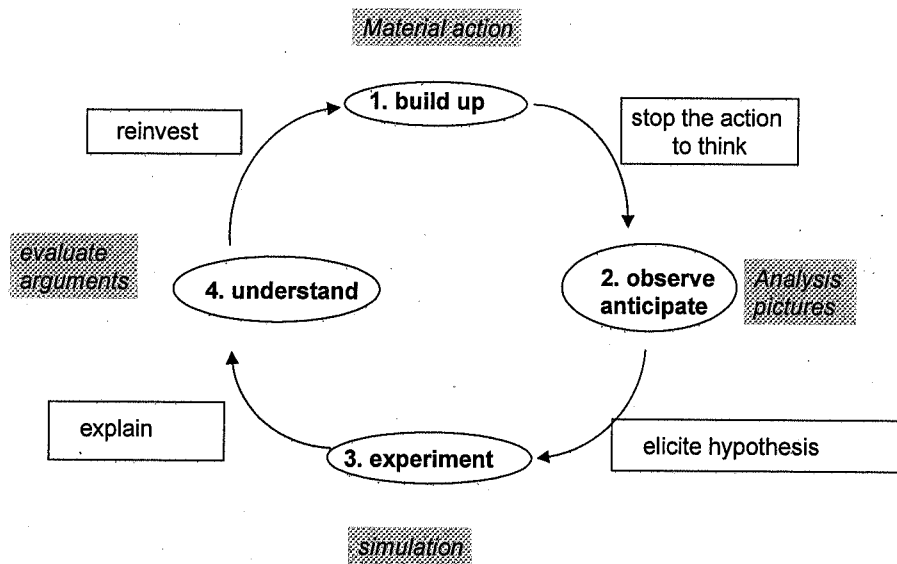 Material action
1. build up
reinvest
stop the action
to think
evaluate
arguments
4. understand
2. observe
anticipate
Analysis
pictures
explain
elicite hypothesis
3. experiment
simulation